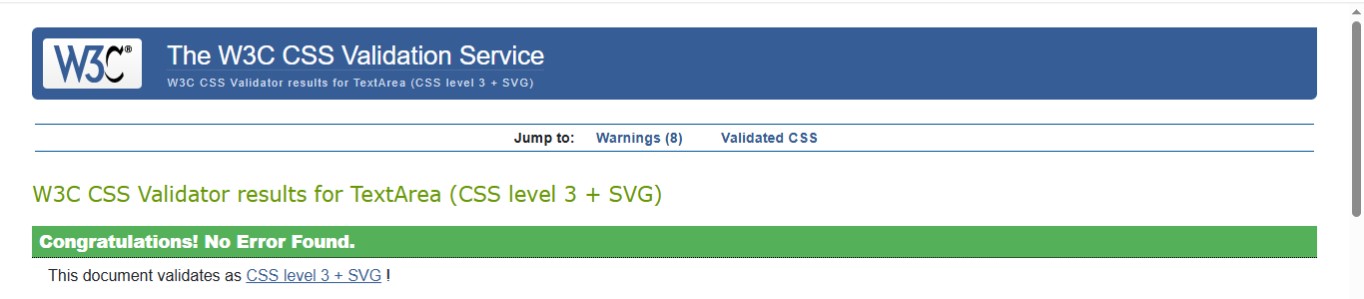 W3C®
The W3C CSS Validation Service
W3C CSS Validator results for TextArea (CSS level 3 + SVG)
Jump to: Warnings (8) Validated CSS
W3C CSS Validator results for TextArea (CSS level 3 + SVG)
Congratulations! No Error Found.
This document validates as CSS level 3 + SVG !